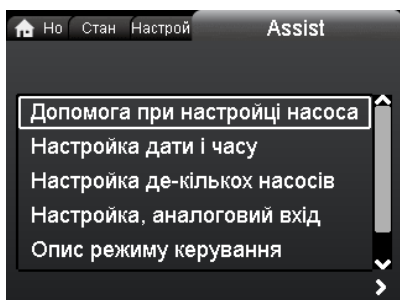 Но Стан Настрой Assist
Допомога при настройці насоса
Настройка дати і часу
Настройка де-кількох насосів
Настройка, аналоговий вхід
Опис режиму керування